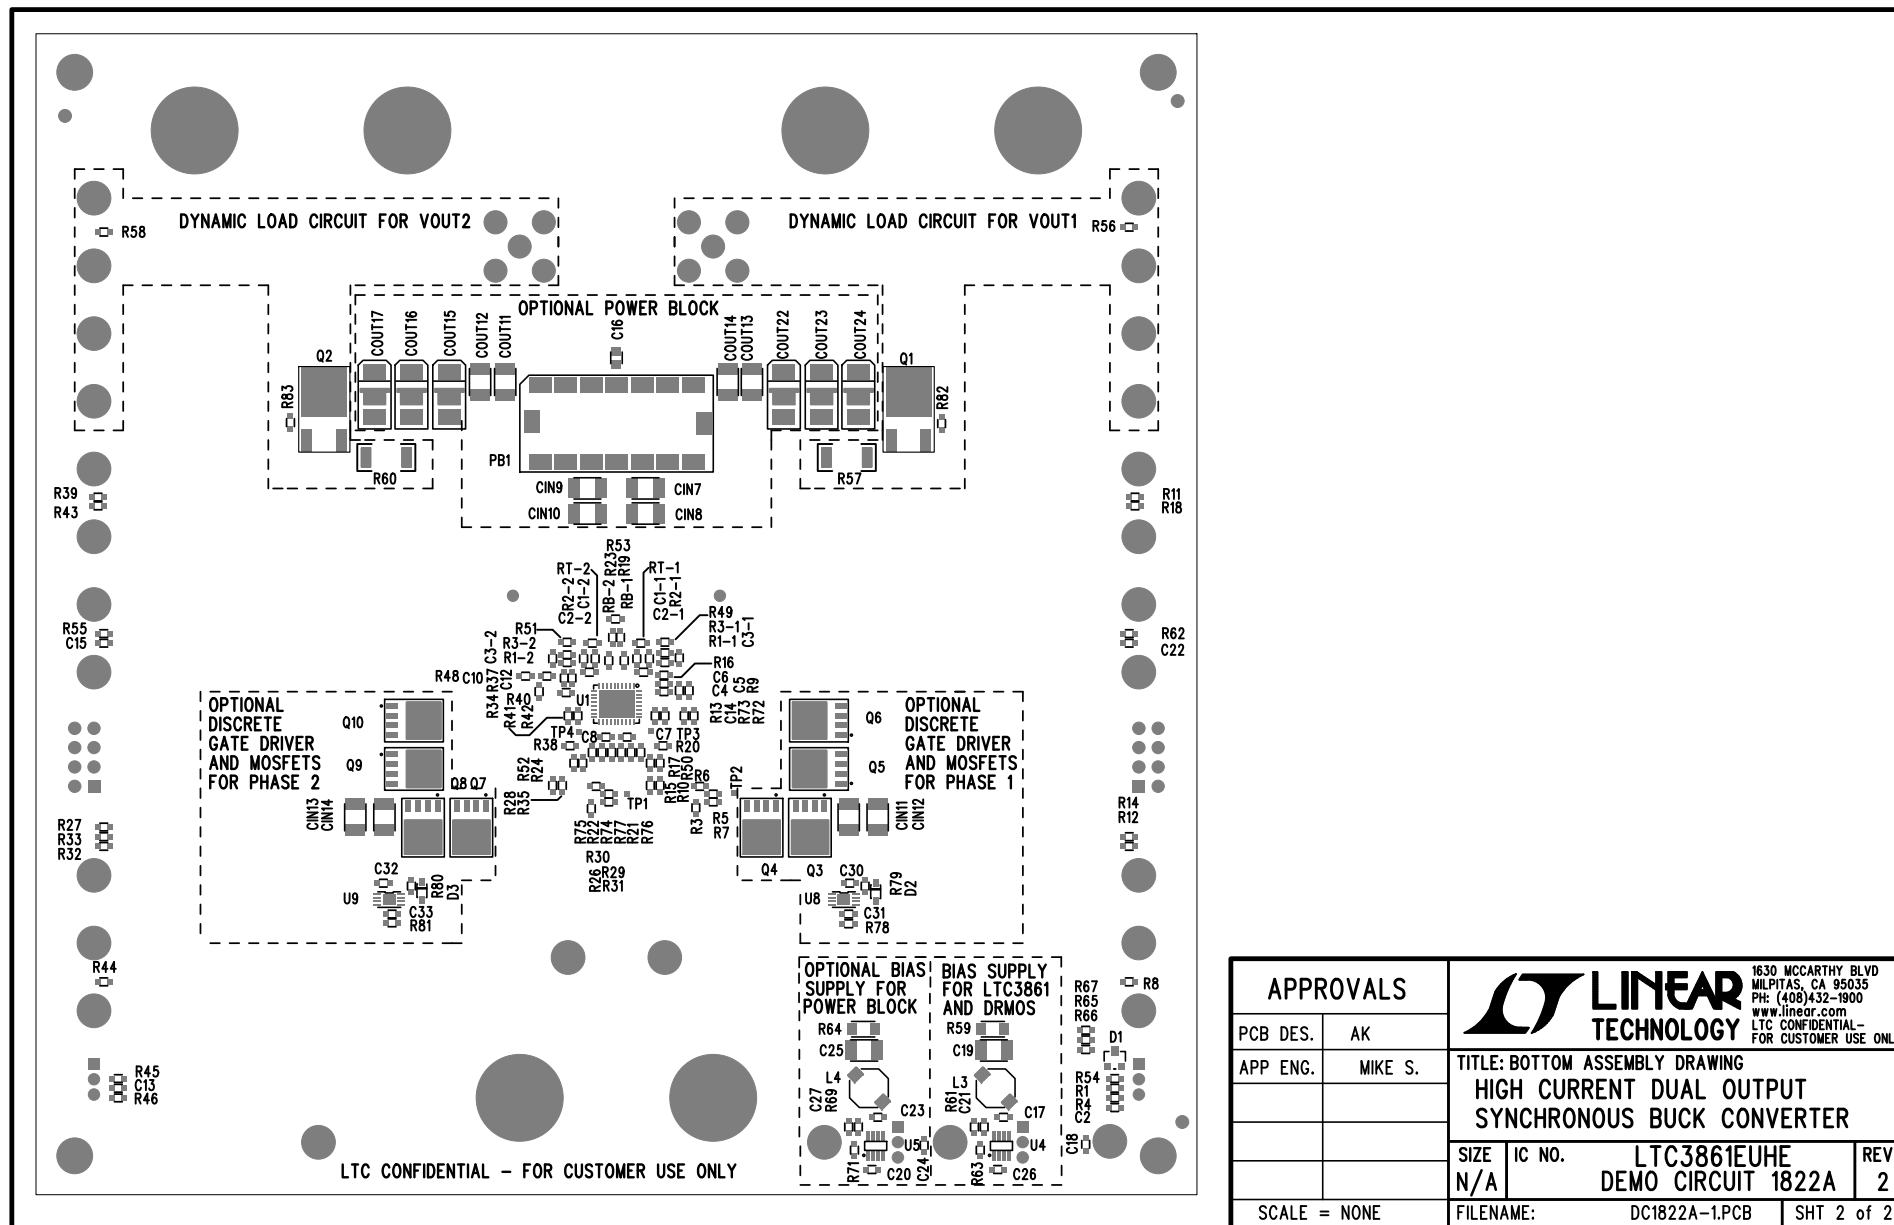 DYNAMIC LOAD CIRCUIT FOR VOUT2
DYNAMIC LOAD CIRCUIT FOR VOUT1
R58
R56
OPTIONAL POWER BLOCK
COUT17
COUT16
COUT15
COUT12
COUT11
C16
COUT14
COUT13
COUT22
COUT23
COUT24
Q2
Q1
R83
R82
PB1
R60
R57
CIN9
CIN7
CIN10
CIN8
R39
R43
R11
R18
R53
R23
R19
RT-2
RT-1
R2-2
C1-2
C2-2
RB-2
RB-1
C1-1
R2-1
C2-1
R51
R3-2
R1-2
C3-2
R49
R3-1
R1-1
C3-1
R55
C15
R62
C22
R48
C10
R37
C12
R34
R40
R41
R42
U1
R16
C6
C4
C5
R9
R13
C14
R73
R72
TP4
C8
C7
TP3
R38
R20
R52
R24
R17
R50
R6
TP2
R28
R35
R15
R10
TP1
R3
R5
R7
R75
R22
R74
R77
R21
R76
R30
R26
R29
R31
OPTIONAL
DISCRETE
GATE DRIVER
AND MOSFETS
FOR PHASE 2
Q10
Q9
Q8
Q7
CIN13
CIN14
OPTIONAL
DISCRETE
GATE DRIVER
AND MOSFETS
FOR PHASE 1
Q6
Q5
Q4
Q3
CIN11
CIN12
R27
R33
R32
R14
R12
C32
U9
R80
D3
C33
R81
C30
U8
R79
D2
C31
R78
R44
R8
OPTIONAL BIAS
SUPPLY FOR
POWER BLOCK
BIAS SUPPLY
FOR LTC3861
AND DRMOS
R64
C25
L4
C27
R69
C23
U5
R71
C20
C24
R59
C19
L3
R61
C21
C17
U4
R63
C26
R67
R65
R66
D1
R54
R1
R4
C2
C18
R45
C13
R46
LTC CONFIDENTIAL - FOR CUSTOMER USE ONLY
APPROVALS
PCB DES. AK
APP ENG. MIKE S.
SCALE = NONE
LINEAR
TECHNOLOGY
1630 MCCARTHY BLVD
MILPITAS, CA 95035
PH: (408)432-1900
www.linear.com
LTC CONFIDENTIAL-
FOR CUSTOMER USE ONL
TITLE: BOTTOM ASSEMBLY DRAWING
HIGH CURRENT DUAL OUTPUT
SYNCHRONOUS BUCK CONVERTER
SIZE
N/A
IC NO.
LTC3861EUHE
DEMO CIRCUIT 1822A
REV
2
FILENAME: DC1822A-1.PCB
SHT 2 of 2